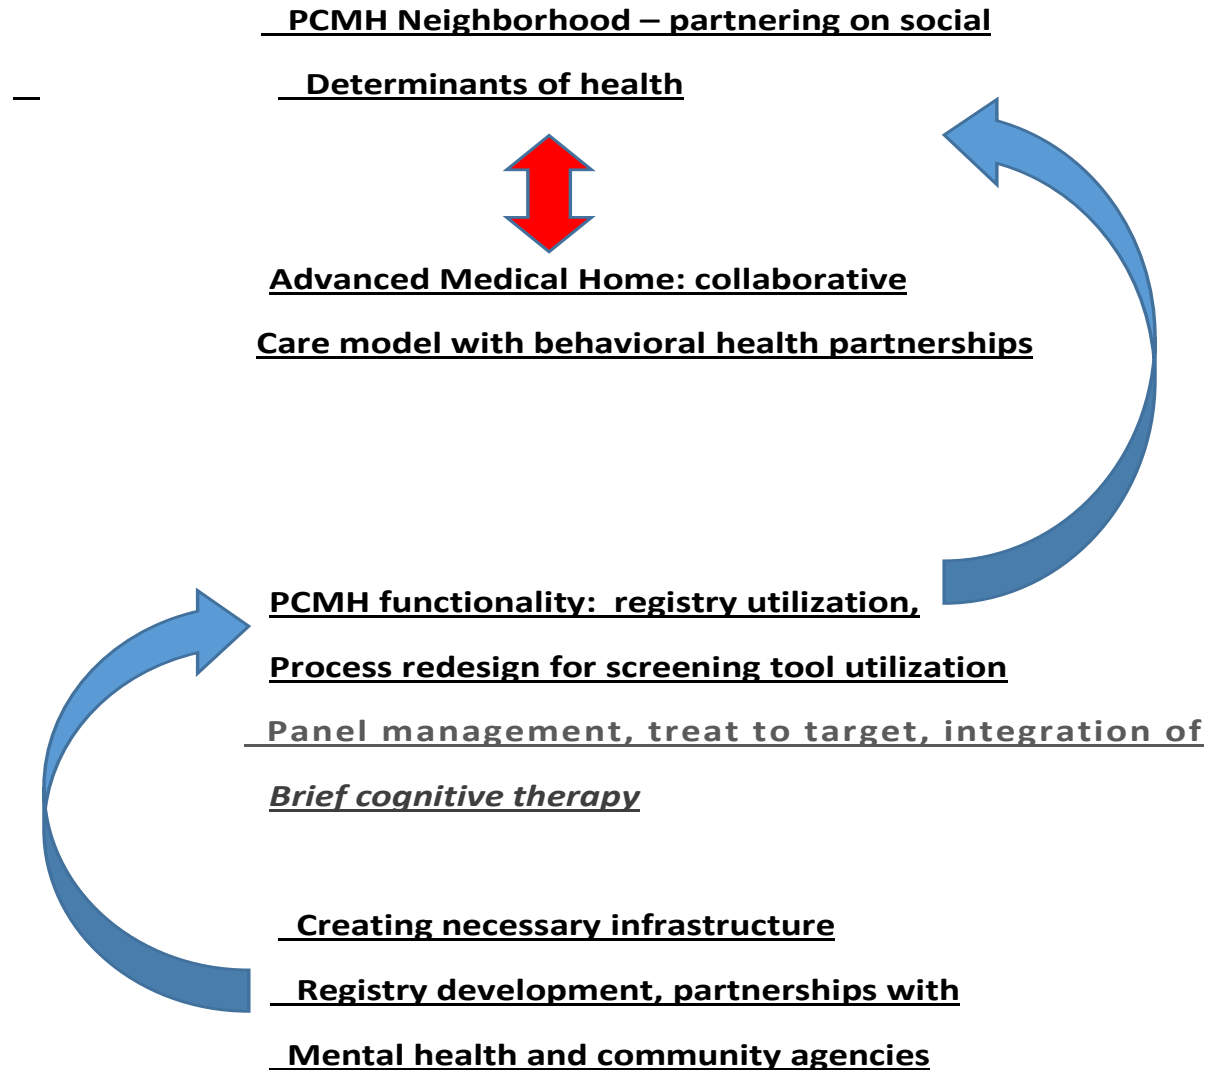 PCMH Neighborhood – partnering on social
Determinants of health
Advanced Medical Home: collaborative
Care model with behavioral health partnerships
PCMH functionality: registry utilization,
Process redesign for screening tool utilization
Panel management, treat to target, integration of
Brief cognitive therapy
Creating necessary infrastructure
Registry development, partnerships with
Mental health and community agencies